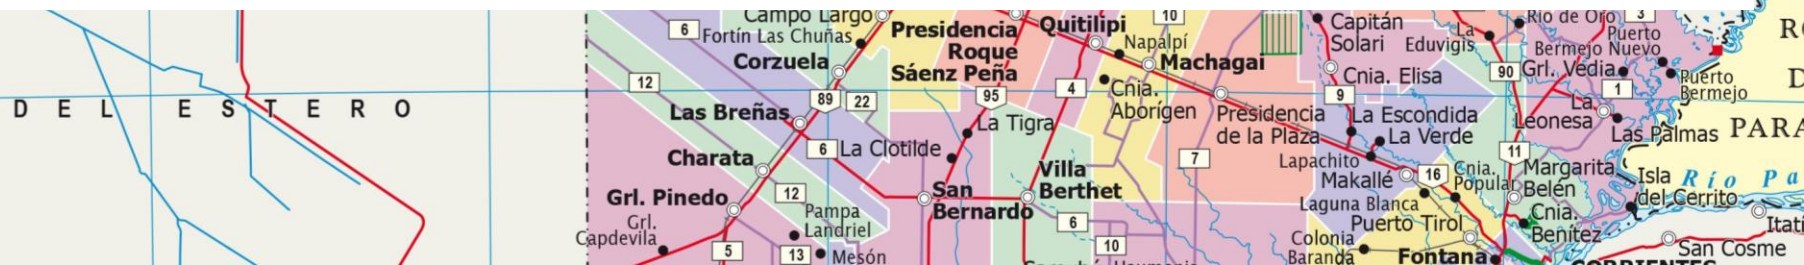 DEL ESTERO
6
Campo Largo
Fortín Las Chuñas
Corzuela
12
89
22
Las Breñas
6
La Clotilde
Charata
12
Grl. Pinedo
Grl.
Capdevila
Pampa
Landriel
5
13
Mesón
Presidencia
Roque
Sáenz Peña
95
La Tigra
San
Bernardo
Quitilipi
10
Napalpí
Machagai
4
Cnia.
Aborígen
Villa
Berthet
6
10
7
Presidencia
de la Plaza
Capitán
Solari
Cnia. Elisa
9
La Escondida
La Verde
Lapachito
Makallé
16
Laguna Blanca
Puerto Tirol
Colonia
Baranda
Fontana
La
Eduvigis
Río de Oro
3
Puerto
Bermejo Nuevo
90
Grl. Vedia
Puerto
Bermejo
1
La
Leonesa
Las Palmas
11
Cnia.
Popular
Margarita
Belén
Isla
del Cerrito
Cnia.
Benítez
Río Pa
PARA
R
D
Itatí
San Cosme
CORRIENTES